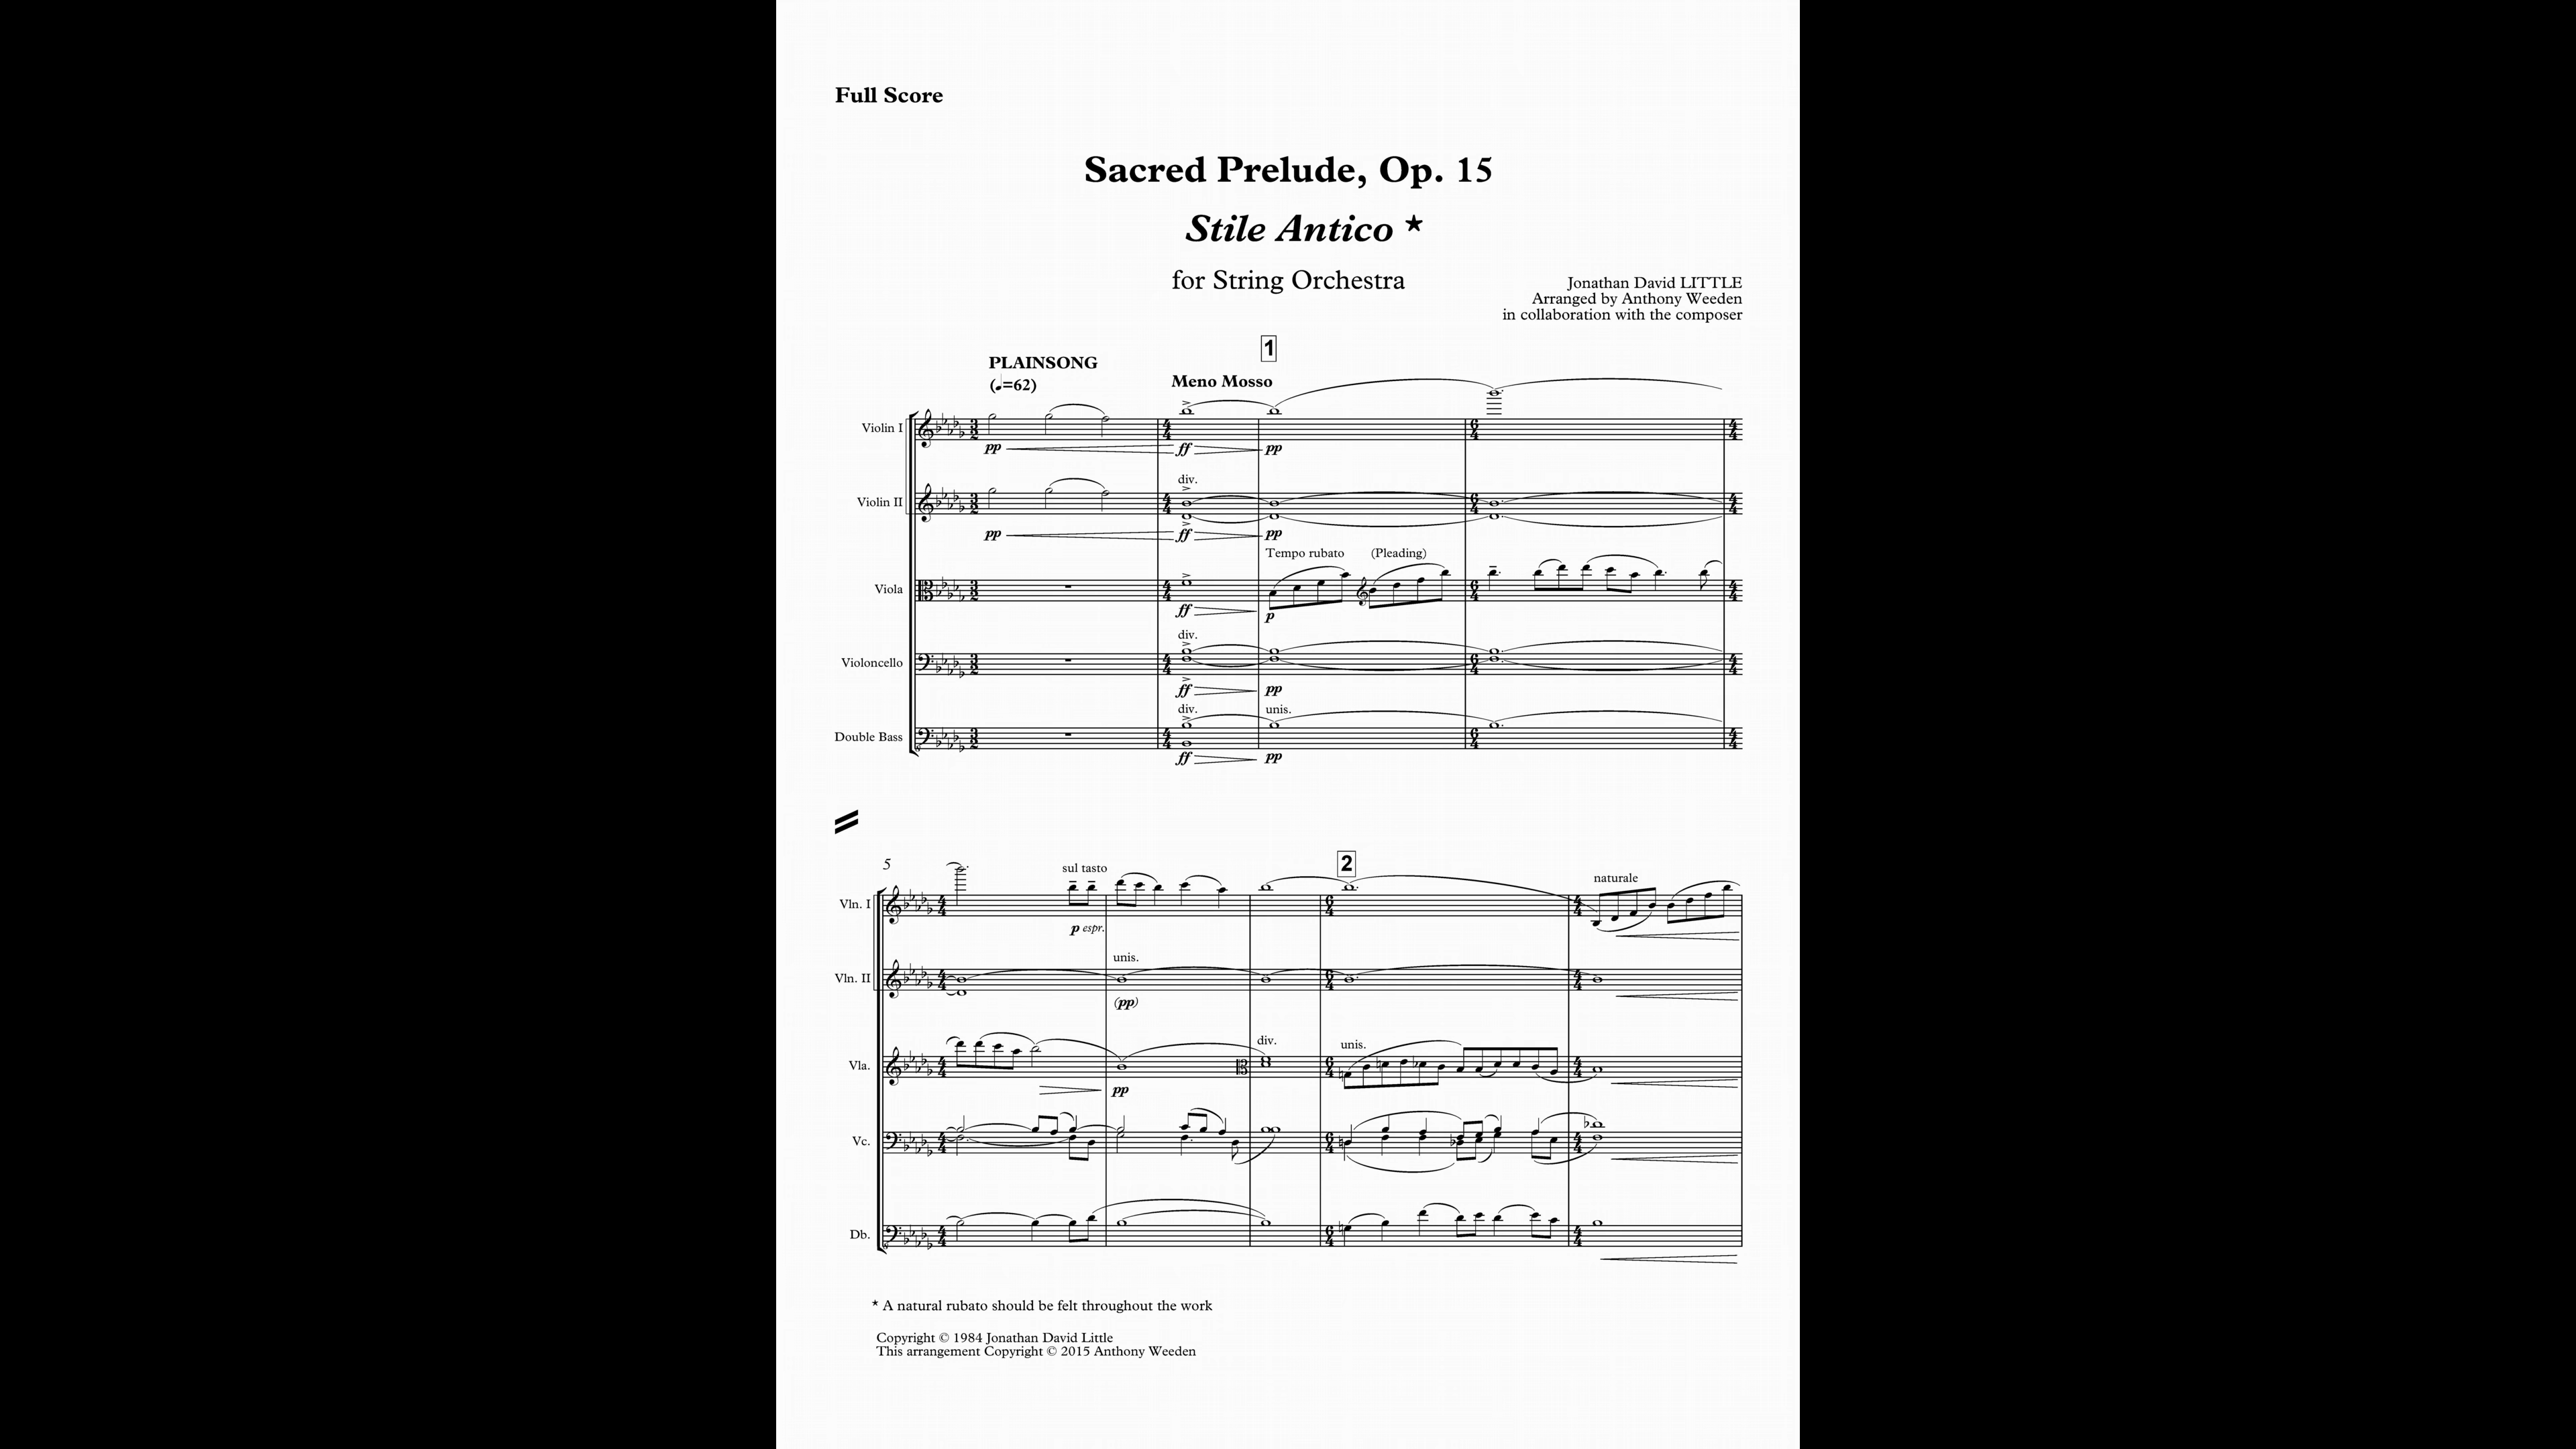 Full Score
Sacred Prelude, Op. 15
Stile Antico *
for String Orchestra
Jonathan David LITTLE
Arranged by Anthony Weeden
in collaboration with the composer
1
PLAINSONG
(♩=62)
Meno Mosso
Violin I
pp
ff
pp
div.
Violin II
pp
ff
pp
Tempo rubato (Pleading)
Viola
ff
p
div.
Violoncello
ff
pp
div.
unis.
Double Bass
ff
pp
5
2
sul tasto
naturale
Vln. I
p espr.
unis.
Vln. II
(pp)
div.
unis.
Vla.
pp
Vc.
Db.
* A natural rubato should be felt throughout the work
Copyright © 1984 Jonathan David Little
This arrangement Copyright © 2015 Anthony Weeden